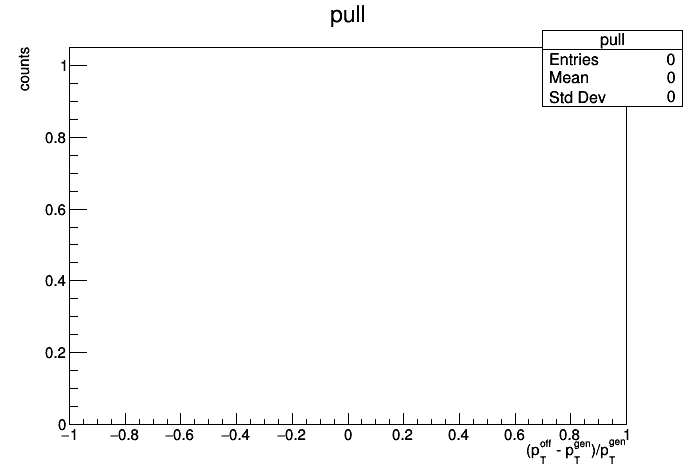 pull
pull
Entries 0
Mean 0
Std Dev 0
counts
1
0.8
0.6
0.4
0.2
0
−1 −0.8 −0.6 −0.4 −0.2 0 0.2 0.4 0.6 0.8 1
(p_T^off - p_T^gen)/p_T^gen